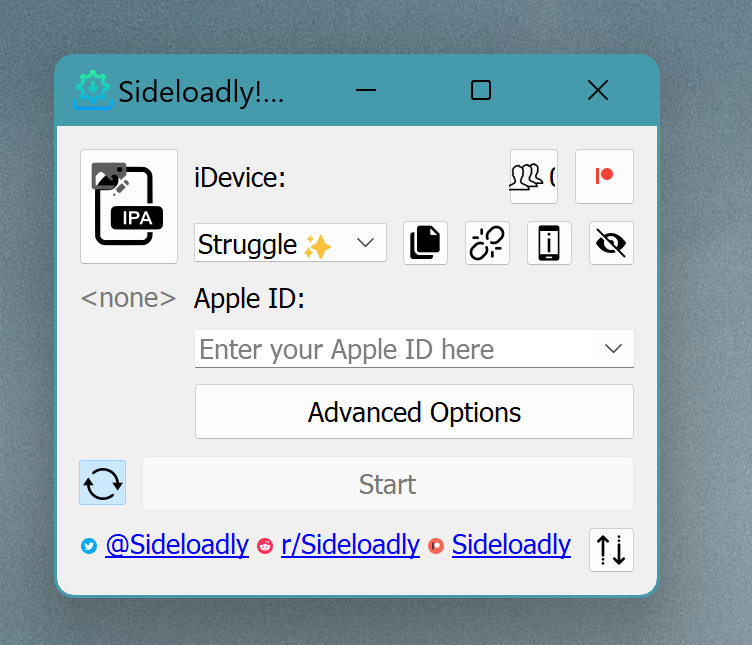 Sideloadly!...
iDevice:
IPA
Struggle ✨
<none>
Apple ID:
Enter your Apple ID here
Advanced Options
Start
@Sideloadly r/Sideloadly Sideloadly